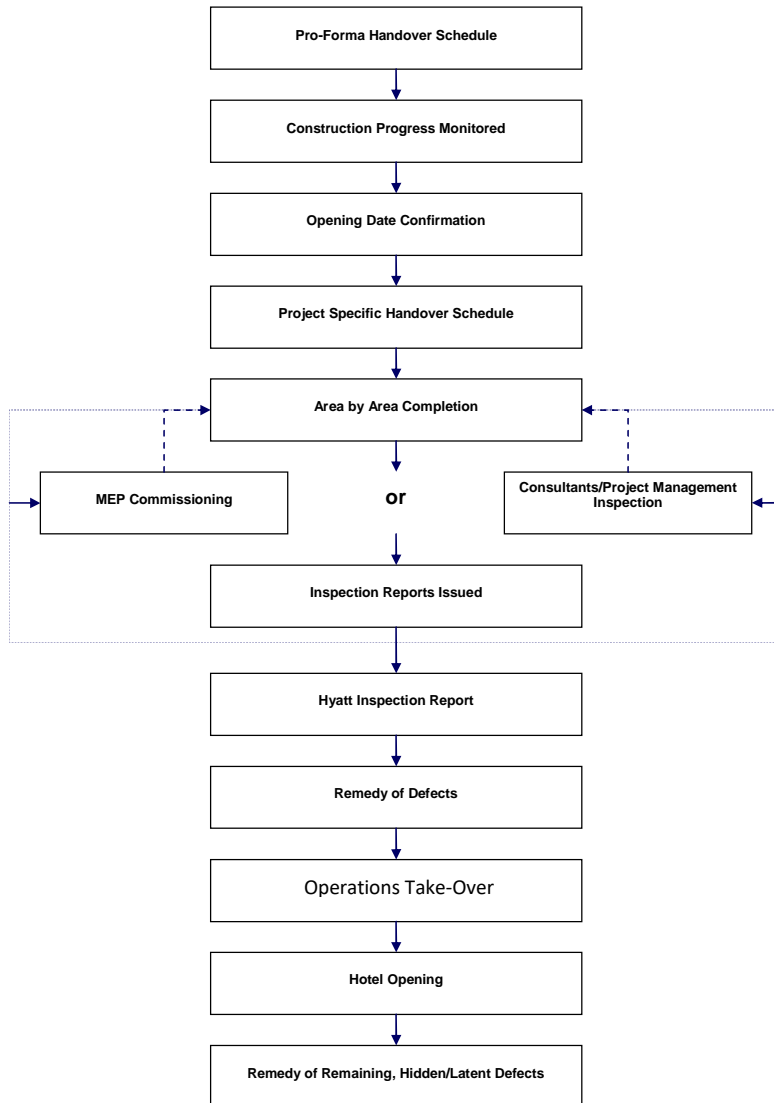 Pro-Forma Handover Schedule
Construction Progress Monitored
Opening Date Confirmation
Project Specific Handover Schedule
Area by Area Completion
MEP Commissioning
or
Consultants/Project Management
Inspection
Inspection Reports Issued
Hyatt Inspection Report
Remedy of Defects
Operations Take-Over
Hotel Opening
Remedy of Remaining, Hidden/Latent Defects